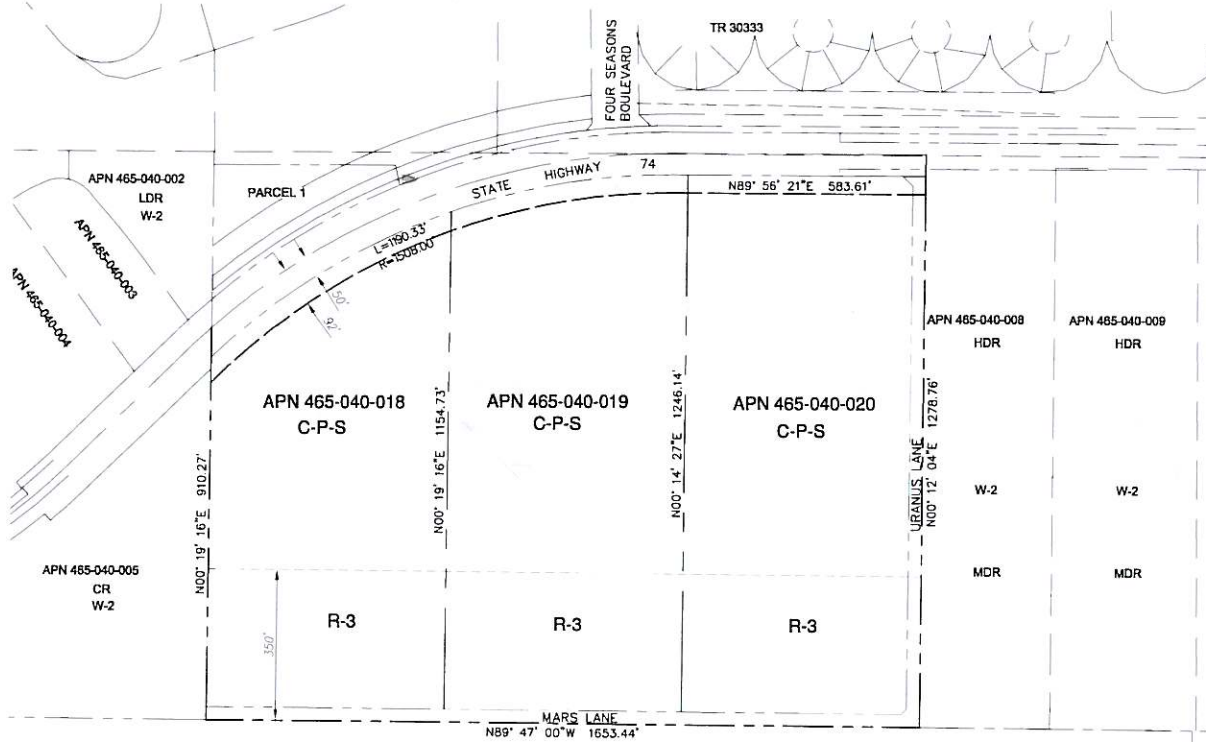 TR 30333
FOUR SEASONS
BOULEVARD
APN 465-040-002
LDR
W-2
PARCEL 1
STATE HIGHWAY 74
N89° 56' 21"E 583.61'
APN 465-040-003
APN 465-040-004
L=1190.33'
R=1508.00'
50'
92'
APN 465-040-008
HDR
APN 465-040-009
HDR
APN 465-040-018
C-P-S
APN 465-040-019
C-P-S
APN 465-040-020
C-P-S
N00° 19' 16"E 910.27'
N00° 19' 16"E 1154.73'
N00° 14' 27"E 1246.14'
URANUS LANE
N00° 12' 04"E 1278.76'
W-2
W-2
APN 465-040-005
CR
W-2
MDR
MDR
350'
R-3
R-3
R-3
MARS LANE
N89° 47' 00"W 1653.44'